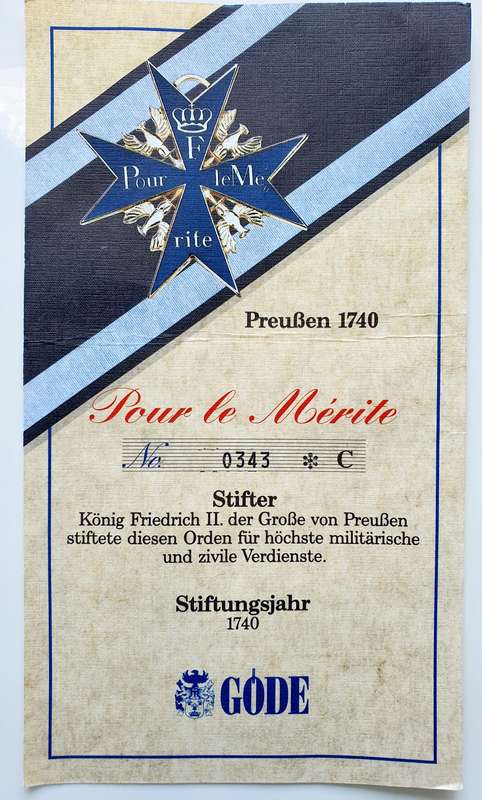 F
Pour le Me,
rite
Preußen 1740
Pour le Mérite
No. 0343 ✻ C
Stifter
König Friedrich II. der Große von Preußen
stiftete diesen Orden für höchste militärische
und zivile Verdienste.
Stiftungsjahr
1740
GÖDE